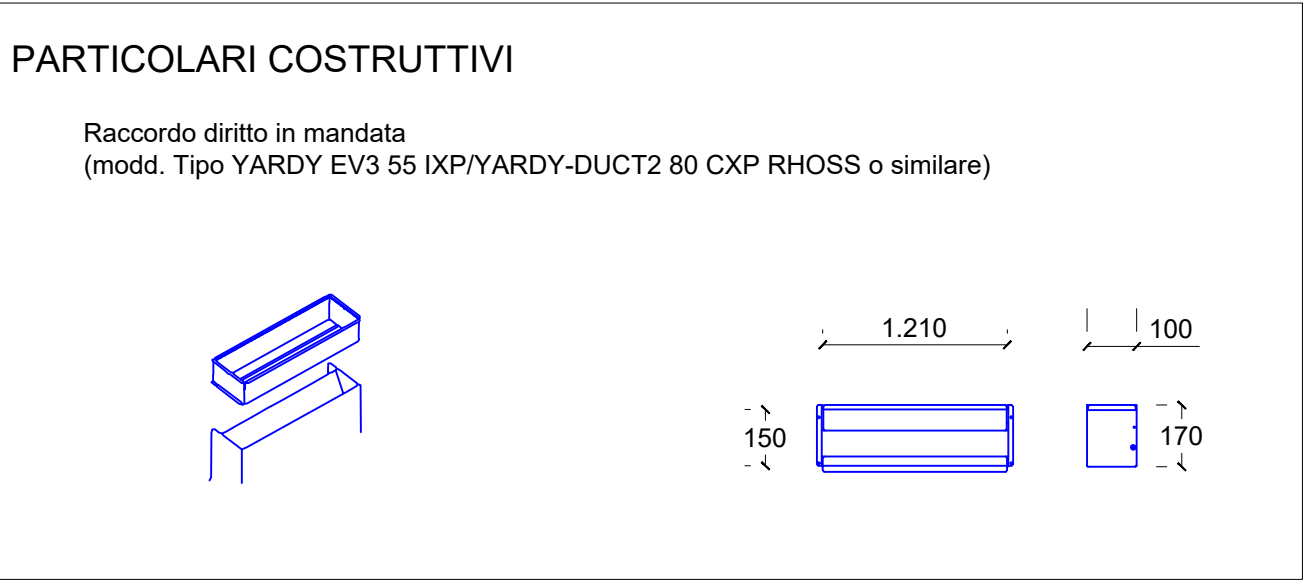 PARTICOLARI COSTRUTTIVI
Raccordo diritto in mandata
(modd. Tipo YARDY EV3 55 IXP/YARDY-DUCT2 80 CXP RHOSS o similare)
1.210
100
150
170